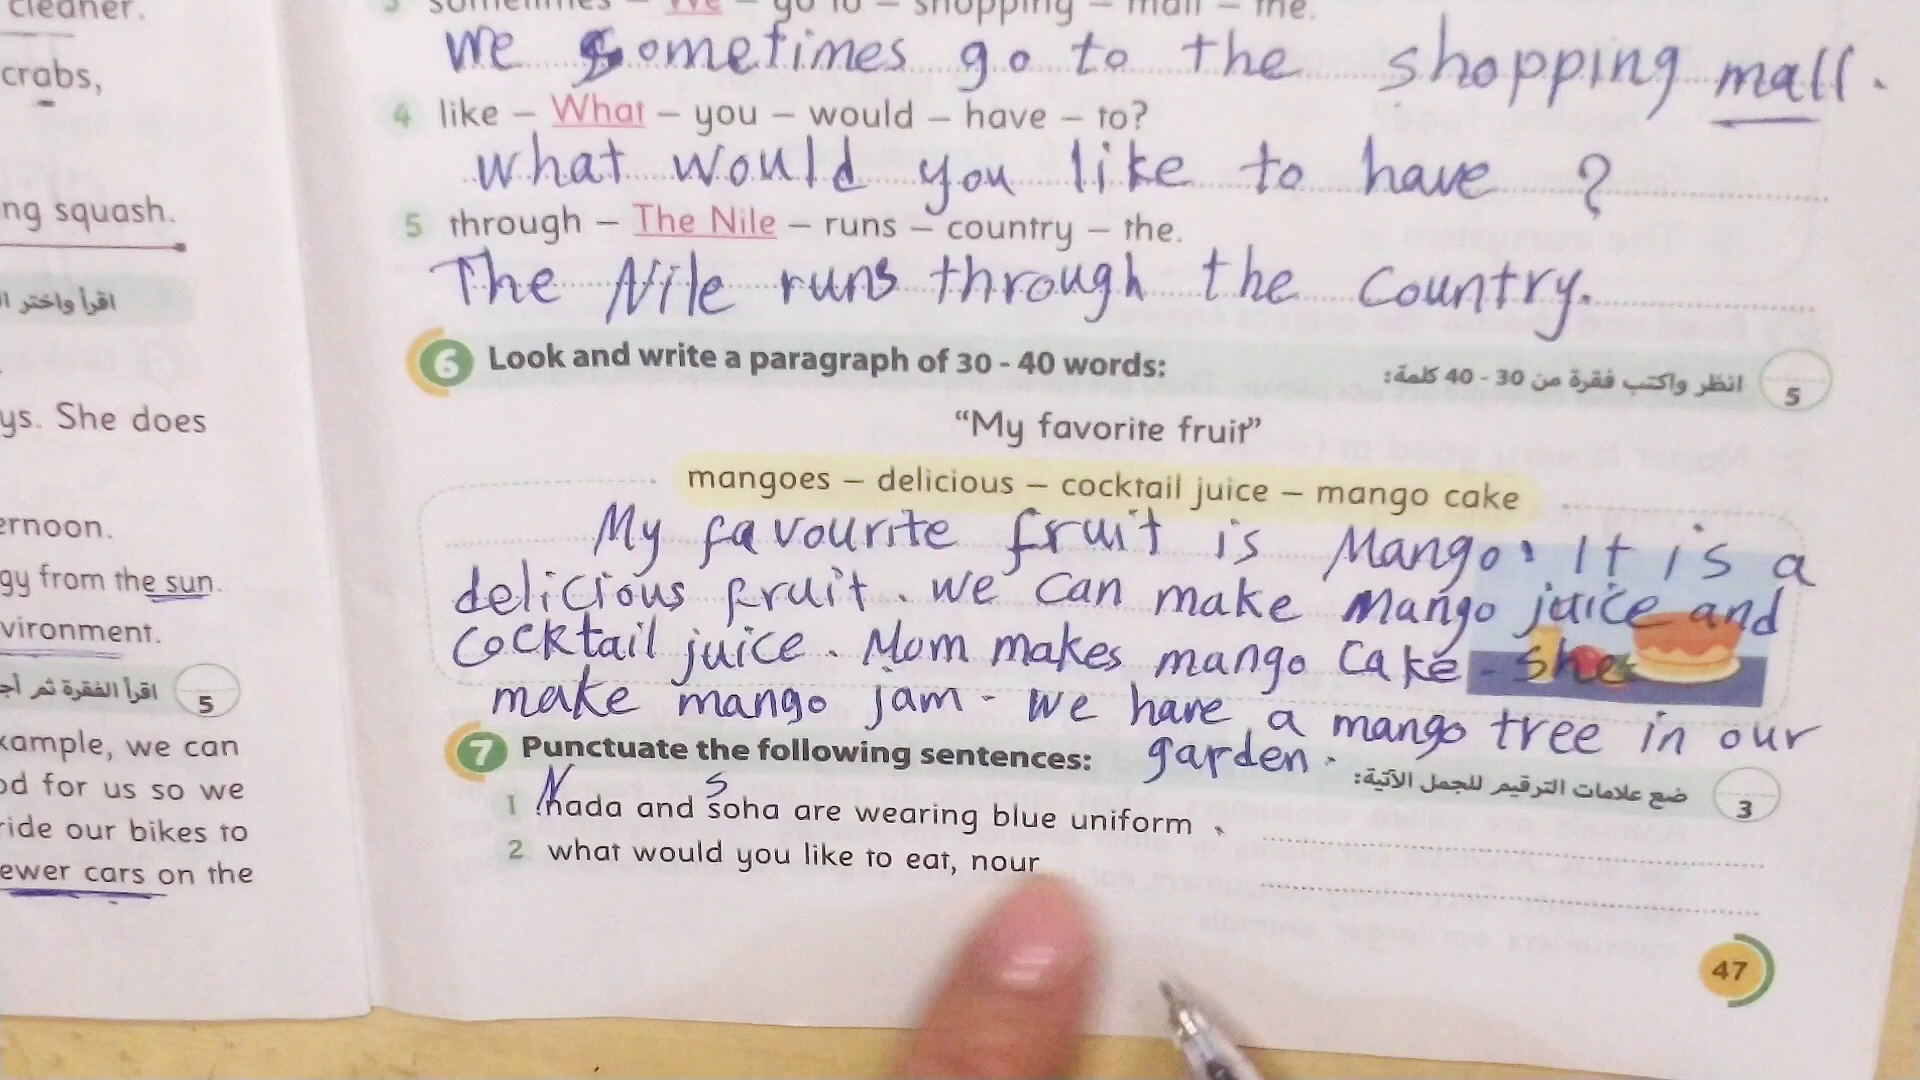 cleaner.
crabs,
ng squash.
اقرأ واختر ا
ys. She does
ernoon.
gy from the sun.
vironment.
اقرأ الفقرة ثم أج
5
xample, we can
od for us so we
ride our bikes to
ewer cars on the
3 sometimes – We – go to – shopping – mall – the.
We sometimes go to the shopping mall.
4 like – What – you – would – have – to?
What would you like to have ?
5 through – The Nile – runs – country – the.
The Nile runs through the country.
6 Look and write a paragraph of 30 - 40 words:
انظر واكتب فقرة من 30 - 40 كلمة:
5
“My favorite fruit”
mangoes – delicious – cocktail juice – mango cake
My favourite fruit is Mango. It is a
delicious fruit. We can make mango juice and
cocktail juice. Mom makes mango cake. She
make mango jam. We have a mango tree in our
garden.
7 Punctuate the following sentences:
ضع علامات الترقيم للجمل الآتية:
3
N S
1 nada and soha are wearing blue uniform .
2 what would you like to eat, nour
47